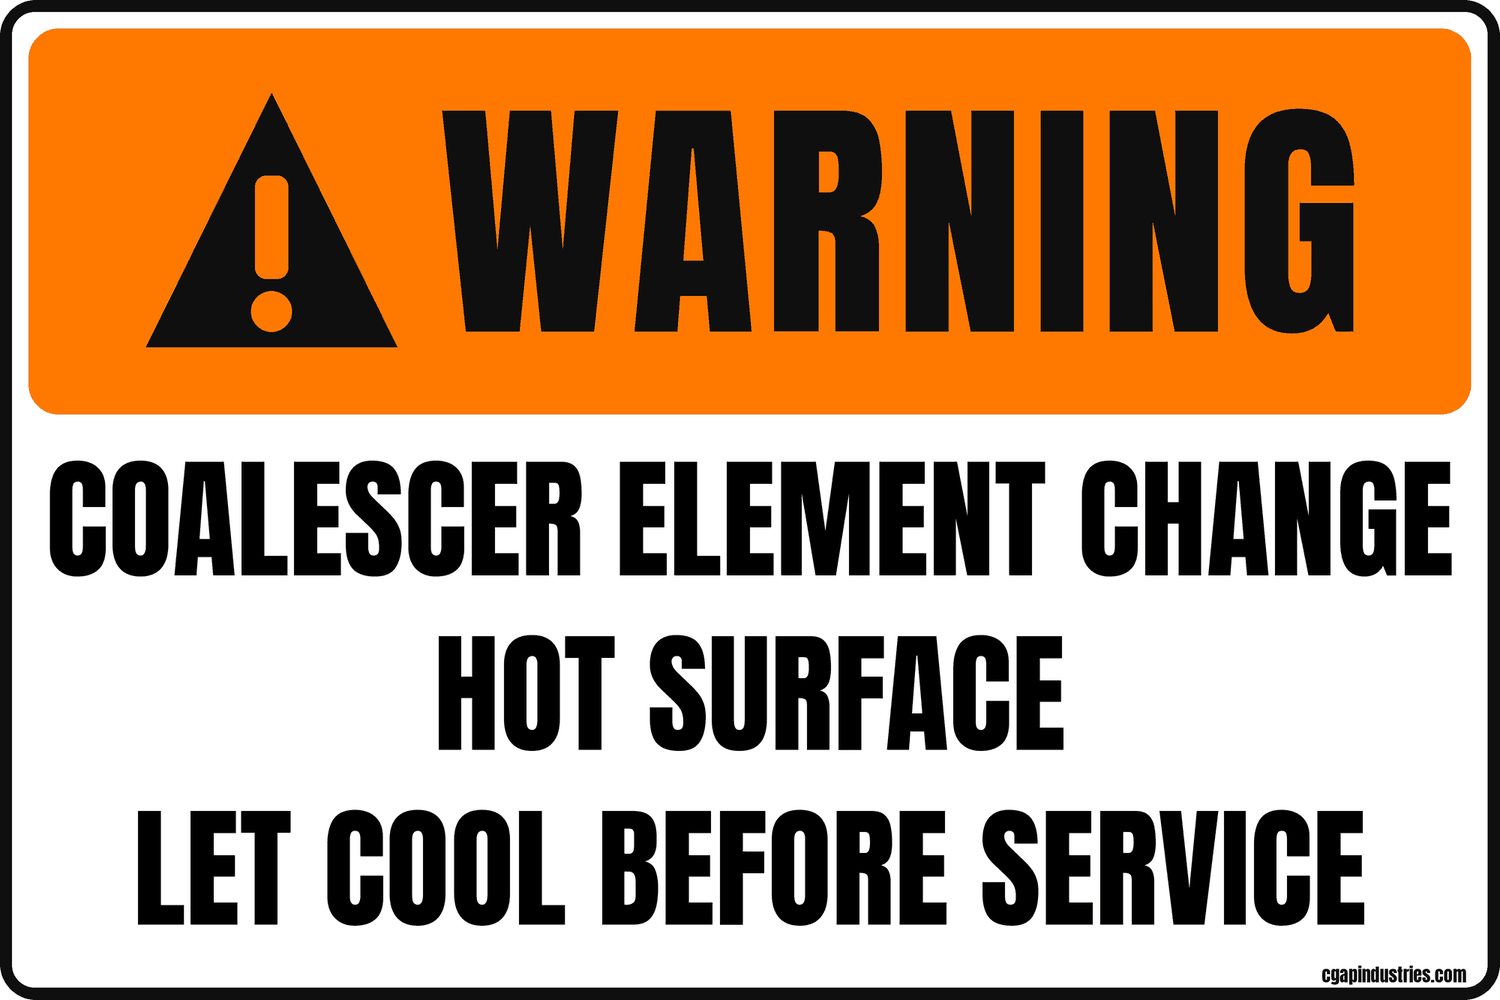 WARNING
COALESCER ELEMENT CHANGE
HOT SURFACE
LET COOL BEFORE SERVICE
cgapindustries.com